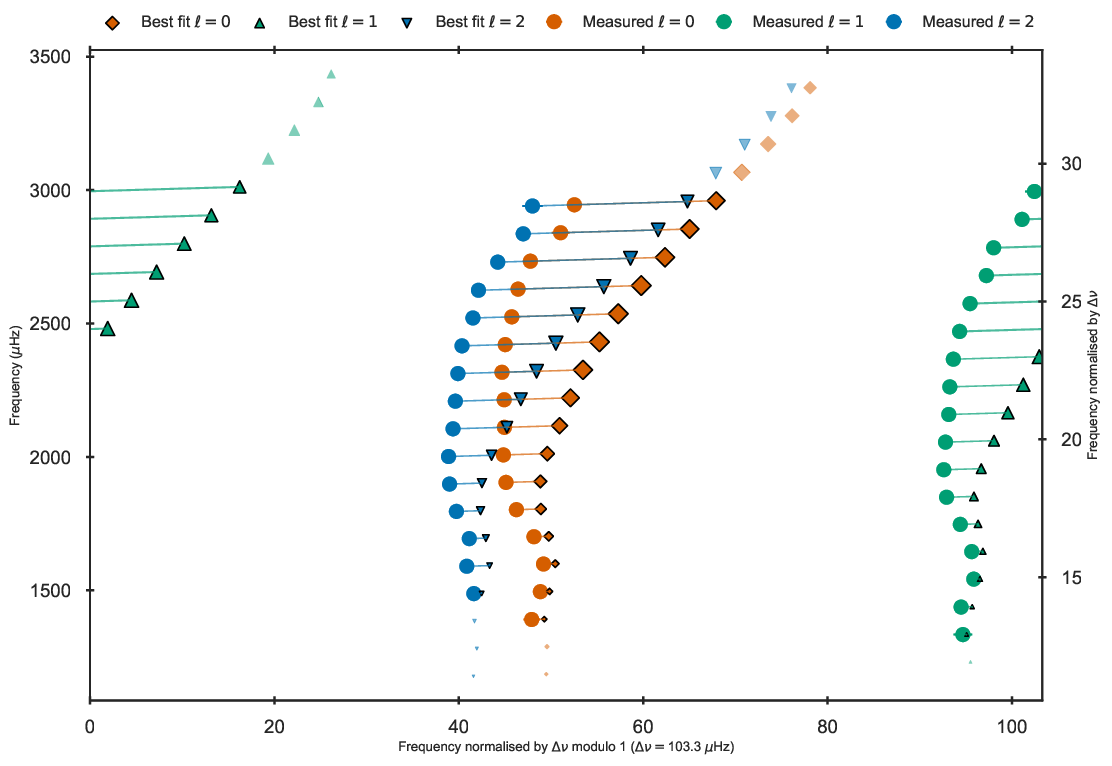 Best fit ℓ = 0 Best fit ℓ = 1 Best fit ℓ = 2 Measured ℓ = 0 Measured ℓ = 1 Measured ℓ = 2
3500
3000
2500
2000
1500
Frequency (μHz)
30
25
20
15
Frequency normalised by Δν
0 20 40 60 80 100
Frequency normalised by Δν modulo 1 (Δν = 103.3 μHz)